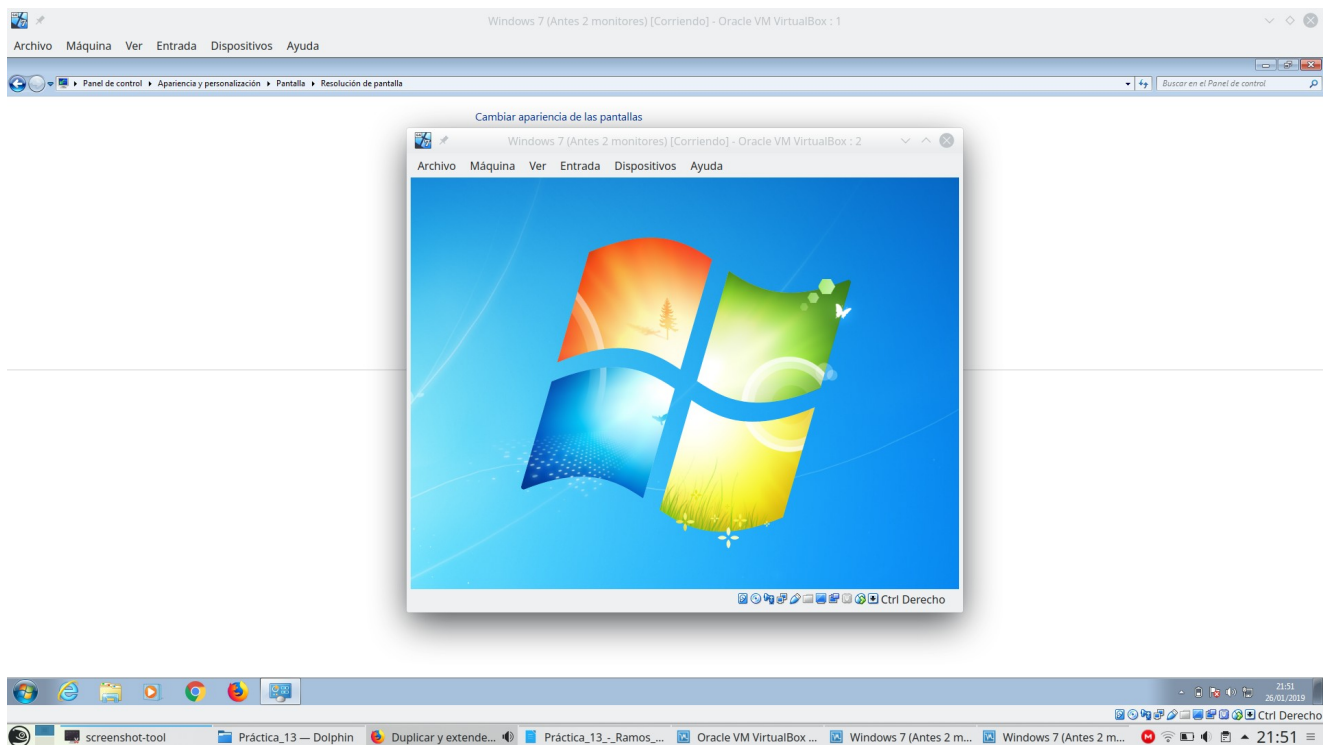 Windows 7 (Antes 2 monitores) [Corriendo] - Oracle VM VirtualBox : 1
Archivo Máquina Ver Entrada Dispositivos Ayuda
Panel de control Apariencia y personalización Pantalla Resolución de pantalla
Buscar en el Panel de control
Cambiar apariencia de las pantallas
Windows 7 (Antes 2 monitores) [Corriendo] - Oracle VM VirtualBox : 2
Archivo Máquina Ver Entrada Dispositivos Ayuda
Ctrl Derecho
21:51
26/01/2019
Ctrl Derecho
screenshot-tool Práctica_13 — Dolphin Duplicar y extende... Práctica_13_-_Ramos_... Oracle VM VirtualBox ... Windows 7 (Antes 2 m... Windows 7 (Antes 2 m... 21:51